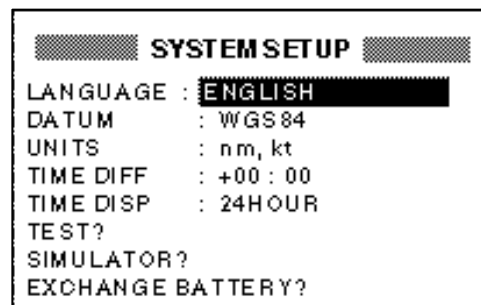 SYSTEM SETUP
LANGUAGE : ENGLISH
DATUM : WGS84
UNITS : nm, kt
TIME DIFF : +00 : 00
TIME DISP : 24HOUR
TEST?
SIMULATOR?
EXCHANGE BATTERY?